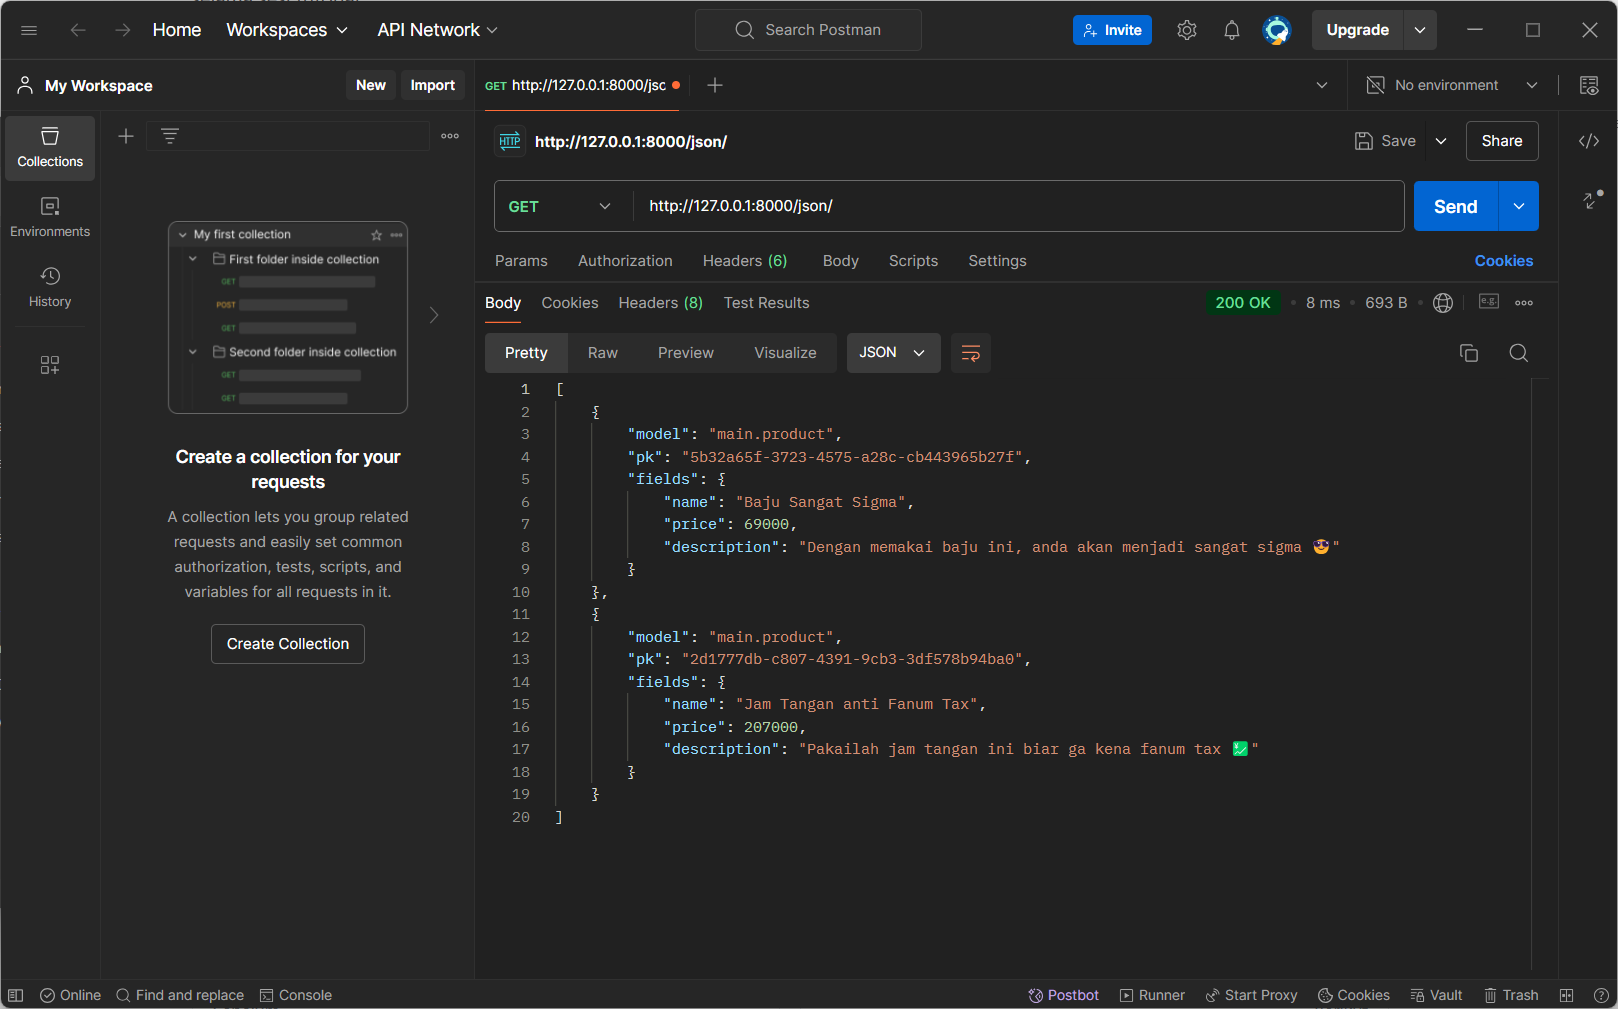 Home Workspaces API Network Search Postman Invite Upgrade
My Workspace New Import GET http://127.0.0.1:8000/jsc No environment
Collections
Environments
History
My first collection
First folder inside collection
GET
POST
GET
Second folder inside collection
GET
GET
Create a collection for your
requests
A collection lets you group related
requests and easily set common
authorization, tests, scripts, and
variables for all requests in it.
Create Collection
HTTP http://127.0.0.1:8000/json/ Save Share
GET http://127.0.0.1:8000/json/ Send
Params Authorization Headers (6) Body Scripts Settings Cookies
Body Cookies Headers (8) Test Results 200 OK 8 ms 693 B e.g.
Pretty Raw Preview Visualize JSON
1 [
2 {
3 "model": "main.product",
4 "pk": "5b32a65f-3723-4575-a28c-cb443965b27f",
5 "fields": {
6 "name": "Baju Sangat Sigma",
7 "price": 69000,
8 "description": "Dengan memakai baju ini, anda akan menjadi sangat sigma 😎"
9 }
10 },
11 {
12 "model": "main.product",
13 "pk": "2d1777db-c807-4391-9cb3-3df578b94ba0",
14 "fields": {
15 "name": "Jam Tangan anti Fanum Tax",
16 "price": 207000,
17 "description": "Pakailah jam tangan ini biar ga kena fanum tax 💹"
18 }
19 }
20 ]
Online Find and replace Console Postbot Runner Start Proxy Cookies Vault Trash